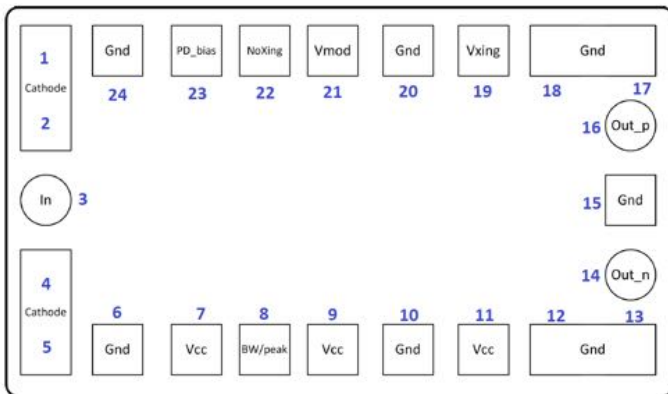 1
Cathode
2
Gnd
24
PD_bias
23
NoXing
22
Vmod
21
Gnd
20
Vxing
19
Gnd
18
17
16
Out_p
In
3
15
Gnd
14
Out_n
4
Cathode
5
6
Gnd
7
Vcc
8
BW/peak
9
Vcc
10
Gnd
11
Vcc
12
13
Gnd